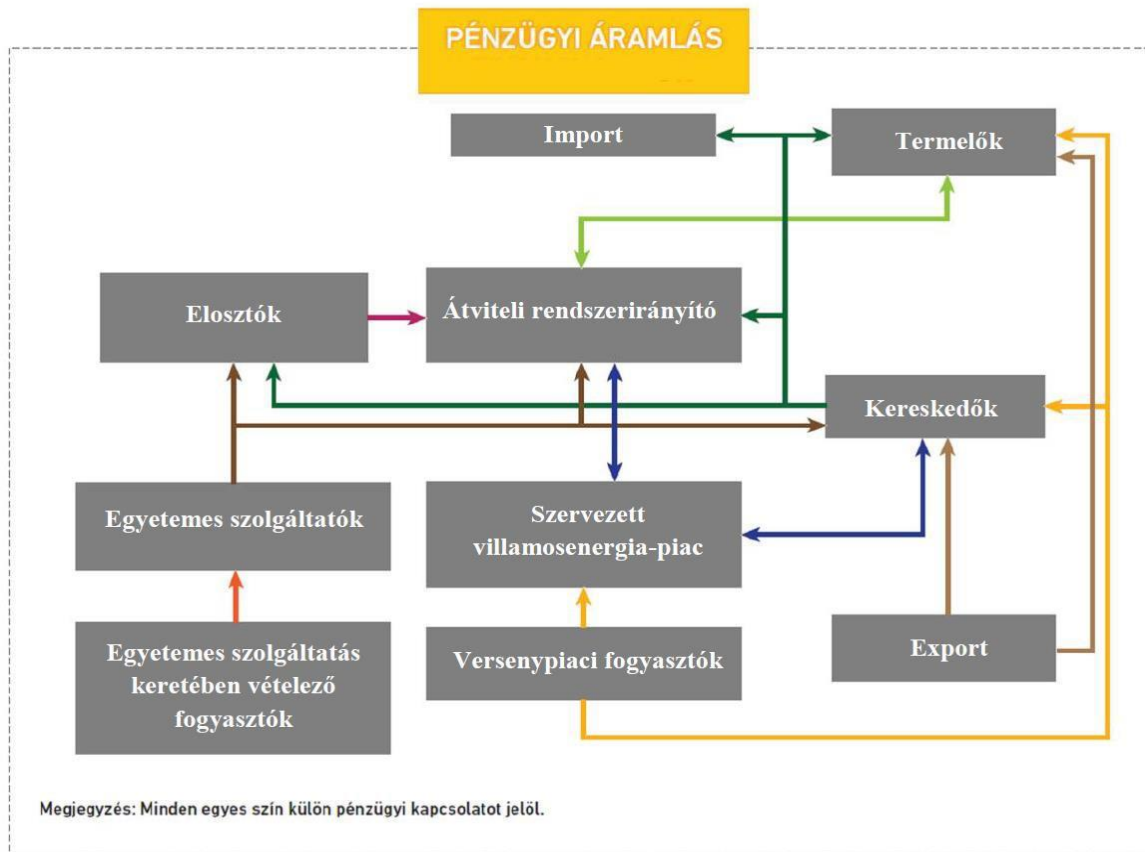 PÉNZÜGYI ÁRAMLÁS
Import
Termelők
Elosztók
Átviteli rendszerirányító
Kereskedők
Egyetemes szolgáltatók
Szervezett
villamosenergia-piac
Egyetemes szolgáltatás
keretében vételező
fogyasztók
Versenypiaci fogyasztók
Export
Megjegyzés: Minden egyes szín külön pénzügyi kapcsolatot jelöl.